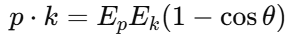 p · k = E_p E_k (1 − cos θ)